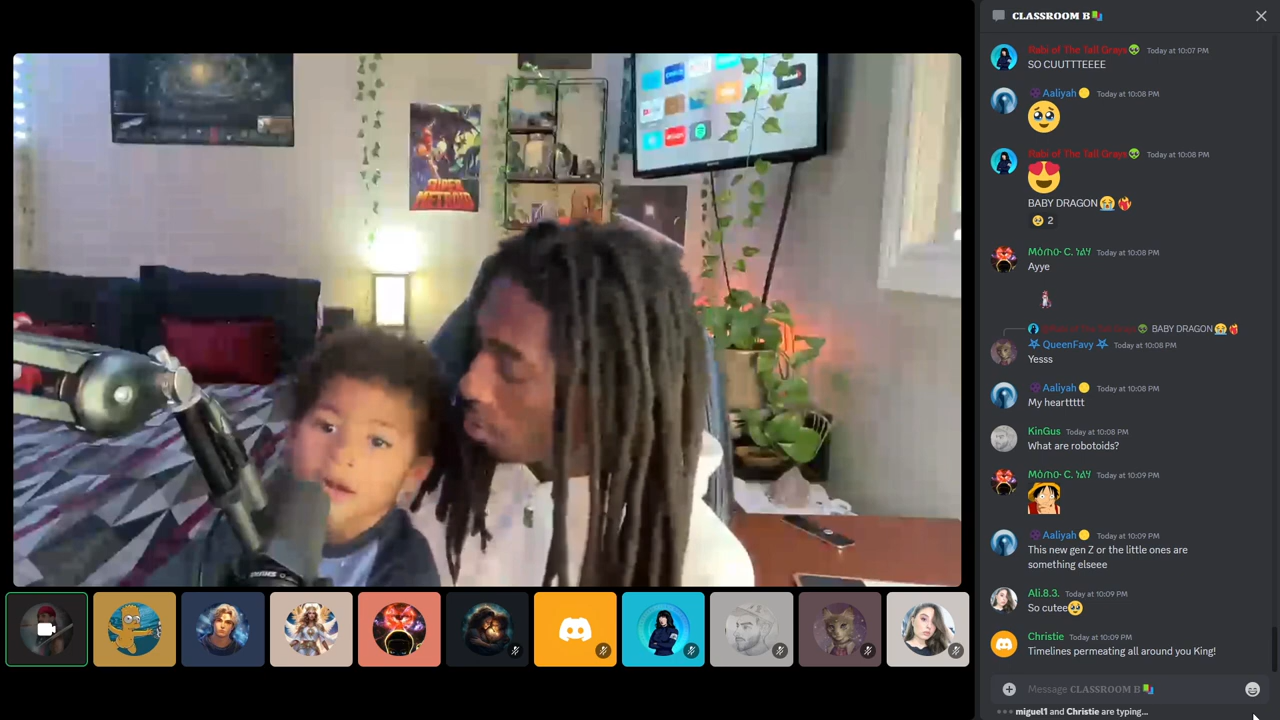 CLASSROOM B
SUPER
METROID
Rabi of The Tall Grays Today at 10:07 PM
SO CUUTTTEEEE
Aaliyah Today at 10:08 PM
Rabi of The Tall Grays Today at 10:08 PM
BABY DRAGON 😭❤️‍🔥
🥺 2
Today at 10:08 PM
Ayye
BABY DRAGON 😭❤️‍🔥
QueenFavy Today at 10:08 PM
Yesss
Aaliyah Today at 10:08 PM
My hearttttt
KinGus Today at 10:08 PM
What are robotoids?
Today at 10:09 PM
Aaliyah Today at 10:09 PM
This new gen Z or the little ones are
something elseee
Ali.8.3. Today at 10:09 PM
So cutee🥹
Christie Today at 10:09 PM
Timelines permeating all around you King!
Message CLASSROOM B
miguel1 and Christie are typing...